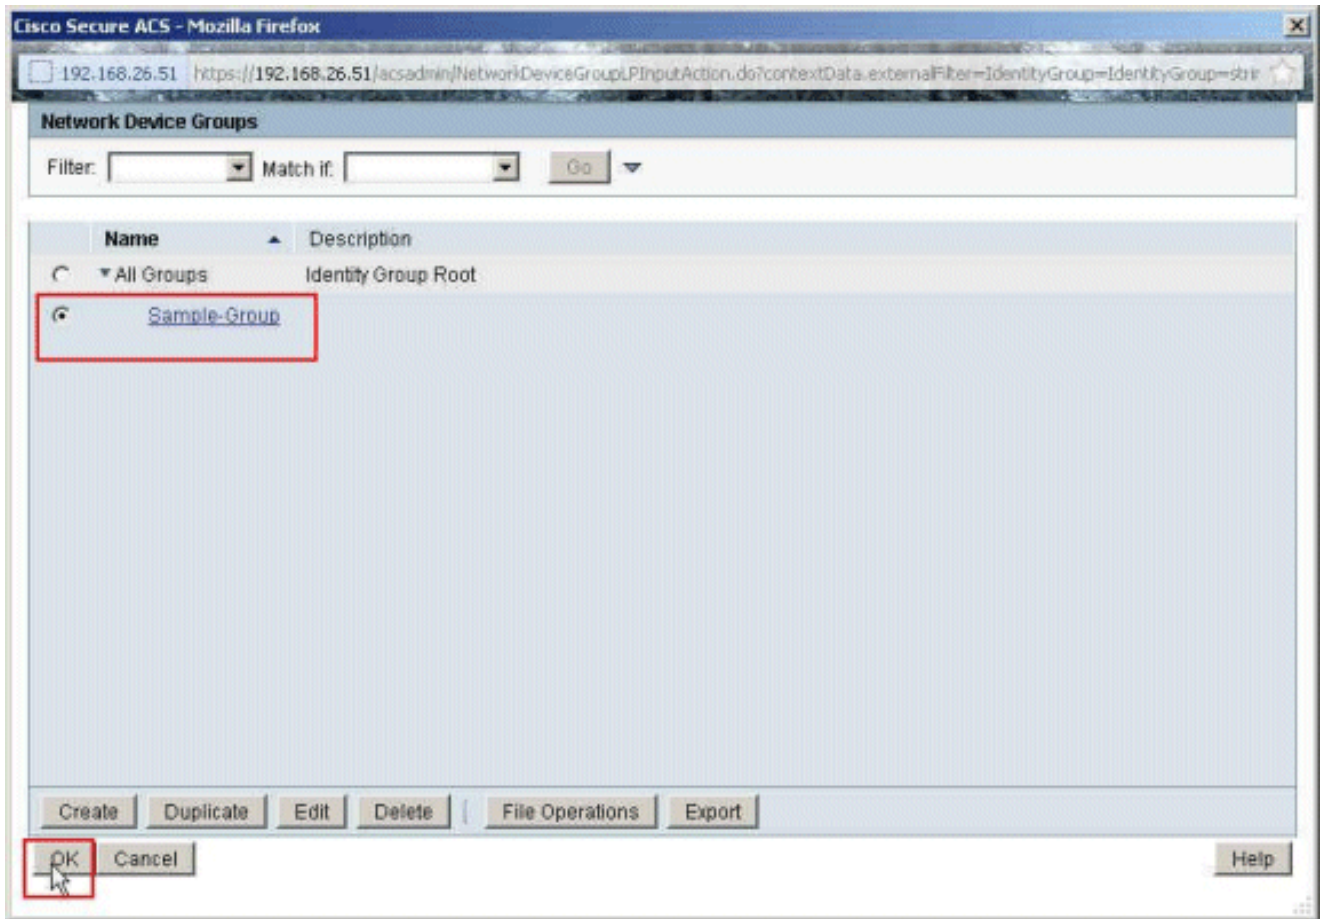 Cisco Secure ACS - Mozilla Firefox
192.168.26.51 https://192.168.26.51/acsadmin/NetworkDeviceGroupLPInputAction.do?contextData.externalFilter=IdentityGroup=IdentityGroup=strin
Network Device Groups
Filter: Match if: Go
Name Description
All Groups Identity Group Root
Sample-Group
Create Duplicate Edit Delete File Operations Export
OK Cancel Help